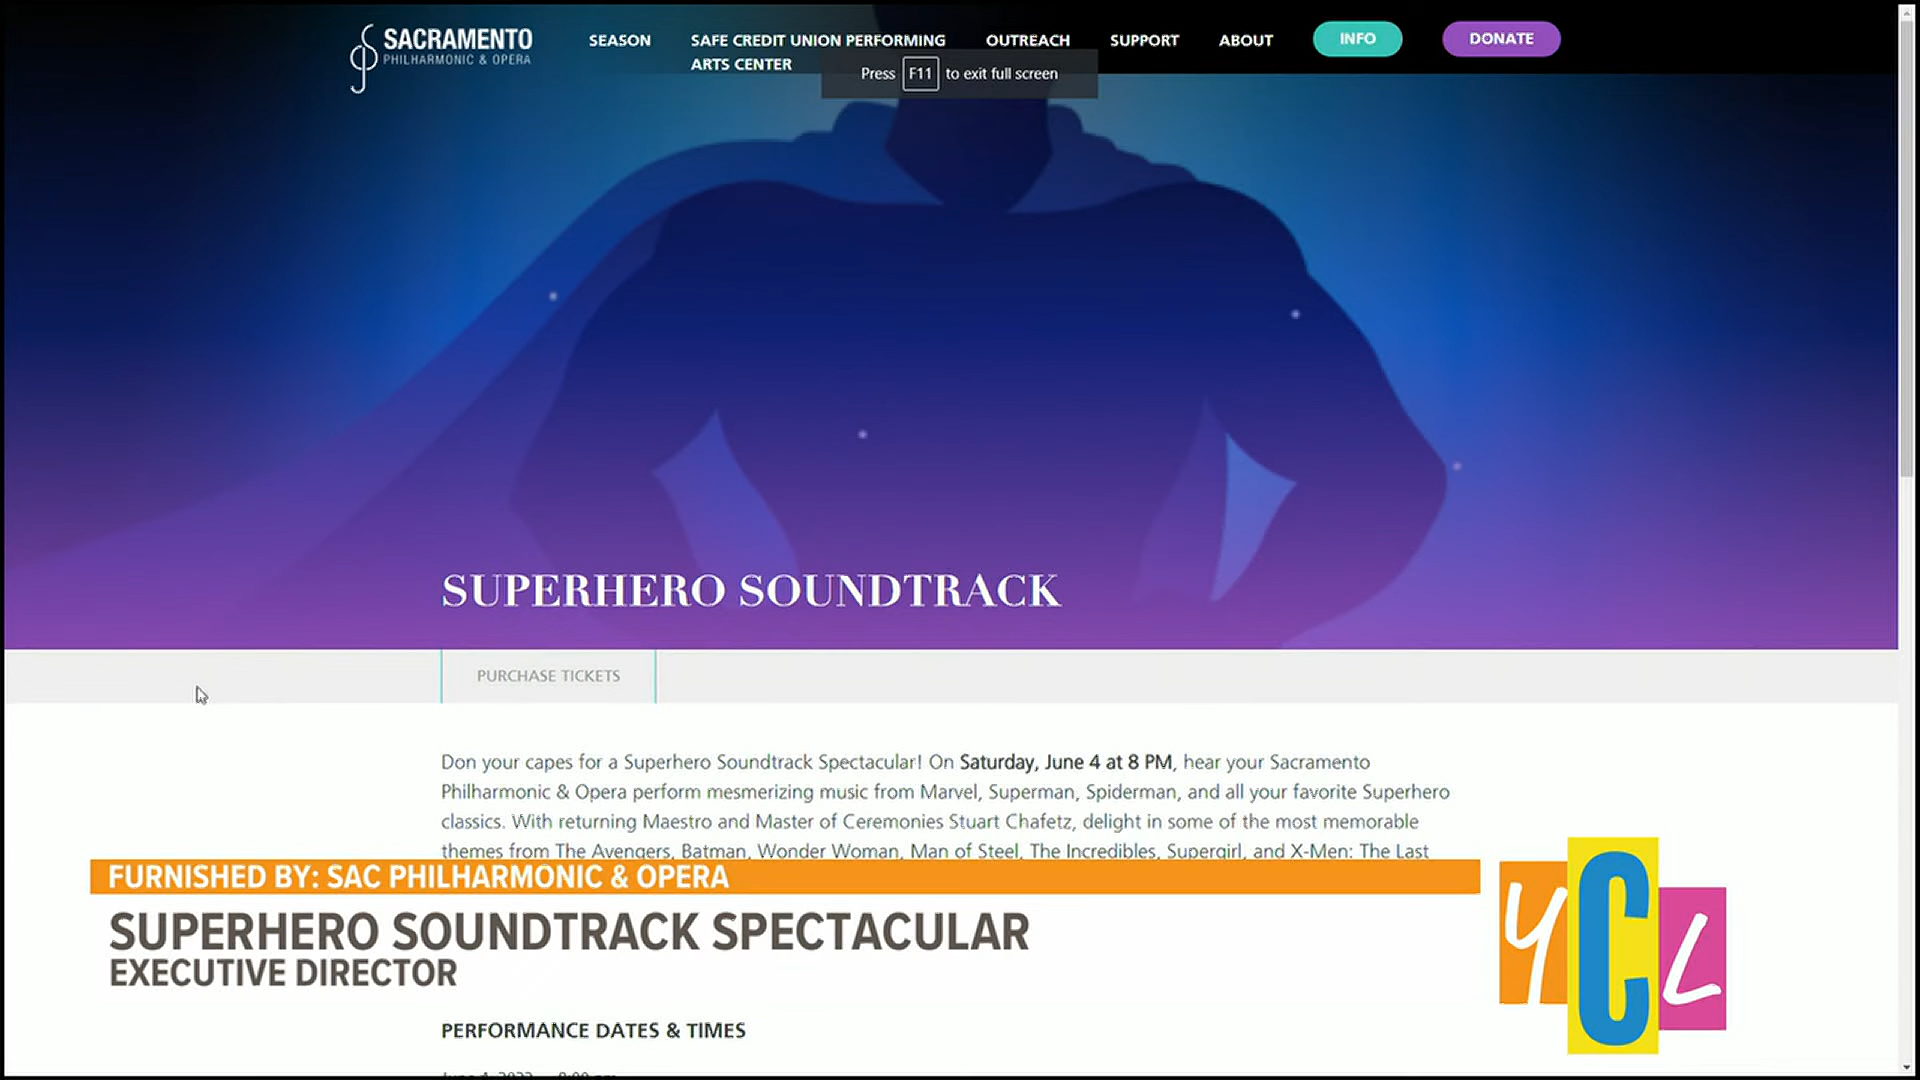 SACRAMENTO
PHILHARMONIC & OPERA
SEASON
SAFE CREDIT UNION PERFORMING
ARTS CENTER
OUTREACH
SUPPORT
ABOUT
INFO
DONATE
Press F11 to exit full screen
SUPERHERO SOUNDTRACK
PURCHASE TICKETS
Don your capes for a Superhero Soundtrack Spectacular! On Saturday, June 4 at 8 PM, hear your Sacramento
Philharmonic & Opera perform mesmerizing music from Marvel, Superman, Spiderman, and all your favorite Superhero
classics. With returning Maestro and Master of Ceremonies Stuart Chafetz, delight in some of the most memorable
themes from The Avengers, Batman, Wonder Woman, Man of Steel, The Incredibles, Supergirl, and X-Men: The Last
FURNISHED BY: SAC PHILHARMONIC & OPERA
SUPERHERO SOUNDTRACK SPECTACULAR
EXECUTIVE DIRECTOR
YCL
PERFORMANCE DATES & TIMES